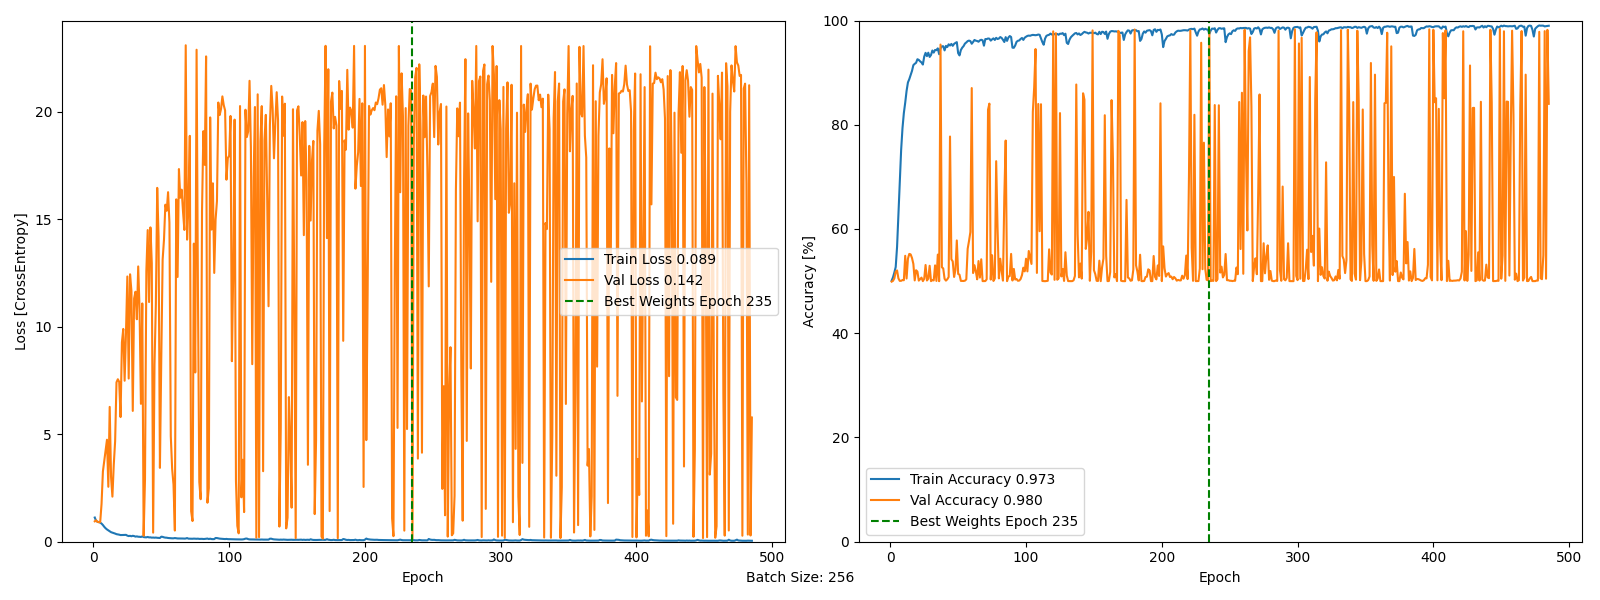 Loss [CrossEntropy]
20
15
10
5
0
0
100
200
300
400
500
Epoch
Train Loss 0.089
Val Loss 0.142
Best Weights Epoch 235
Batch Size: 256
Accuracy [%]
100
80
60
40
20
0
0
100
200
300
400
500
Epoch
Train Accuracy 0.973
Val Accuracy 0.980
Best Weights Epoch 235